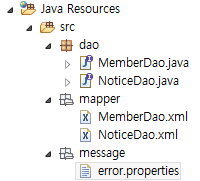 Java Resources
src
dao
MemberDao.java
NoticeDao.java
mapper
MemberDao.xml
NoticeDao.xml
message
error.properties